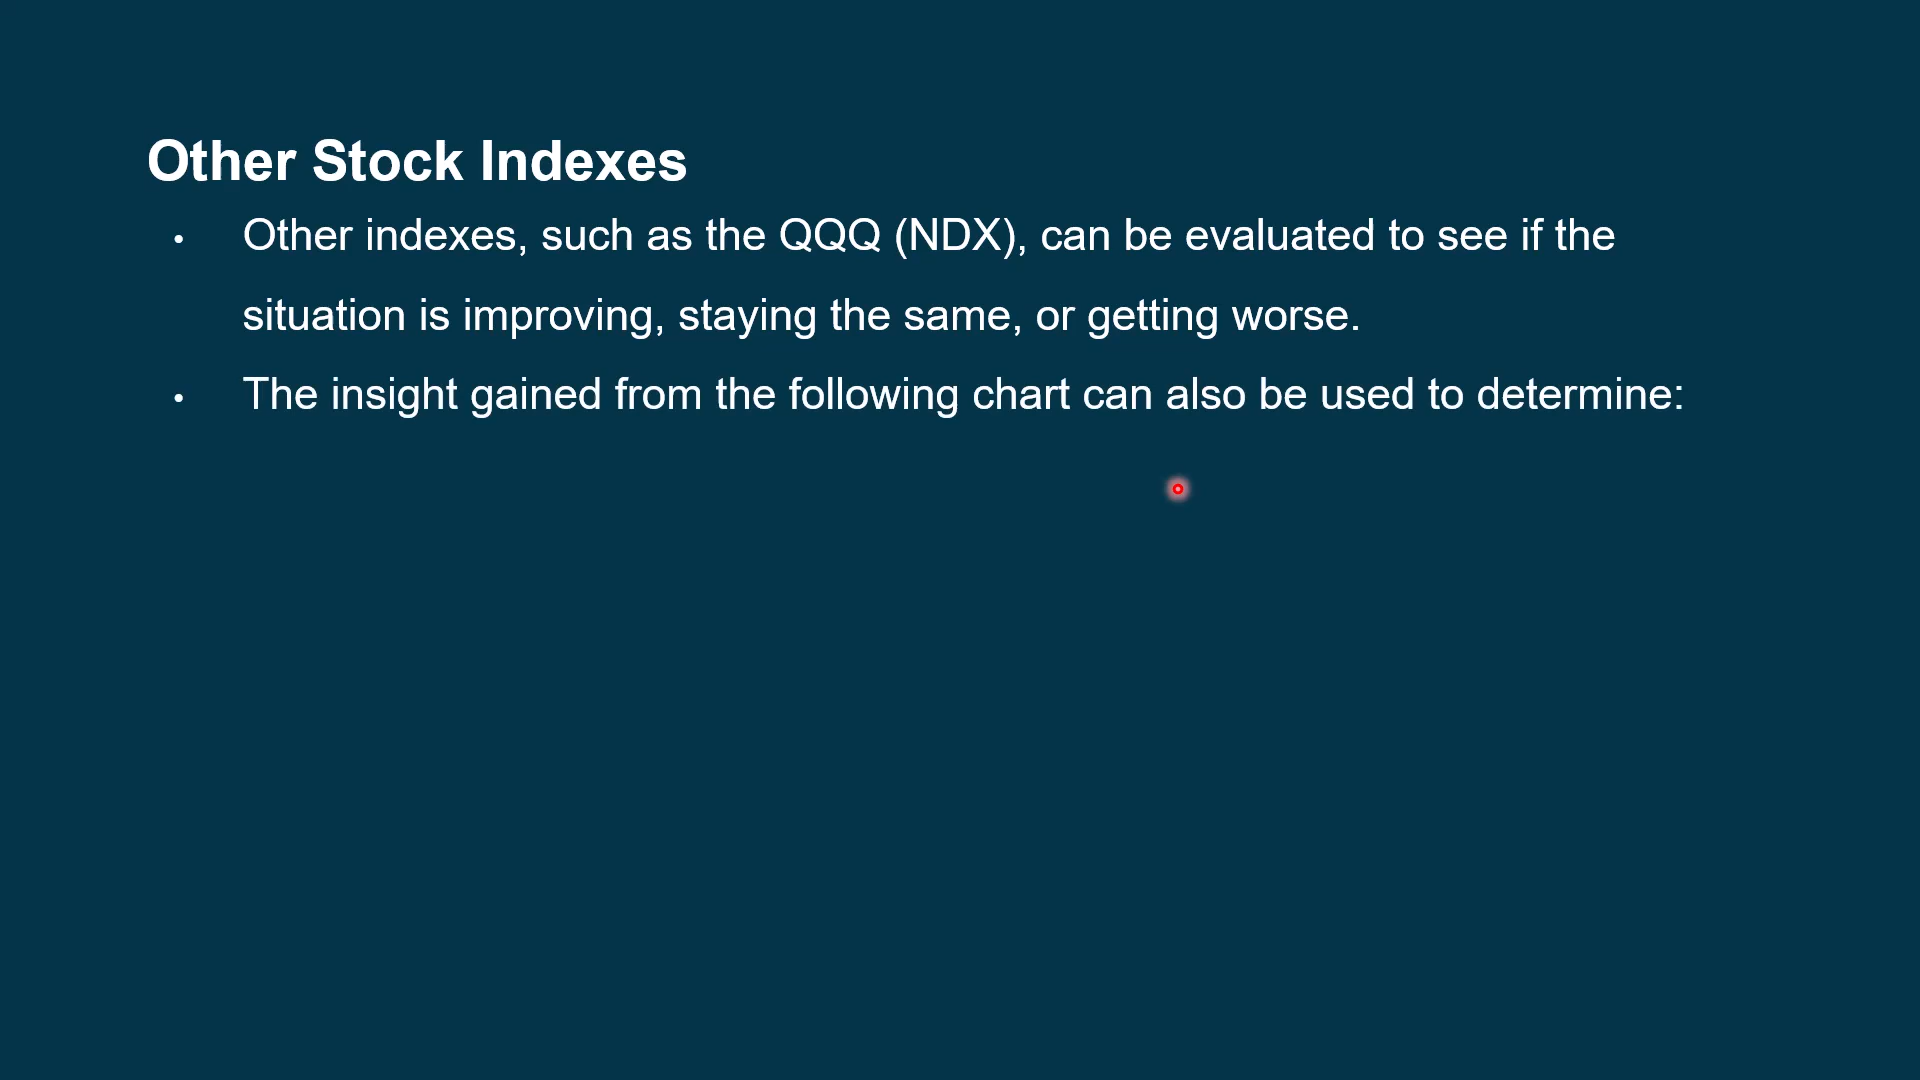 Other Stock Indexes
• Other indexes, such as the QQQ (NDX), can be evaluated to see if the
situation is improving, staying the same, or getting worse.
• The insight gained from the following chart can also be used to determine: